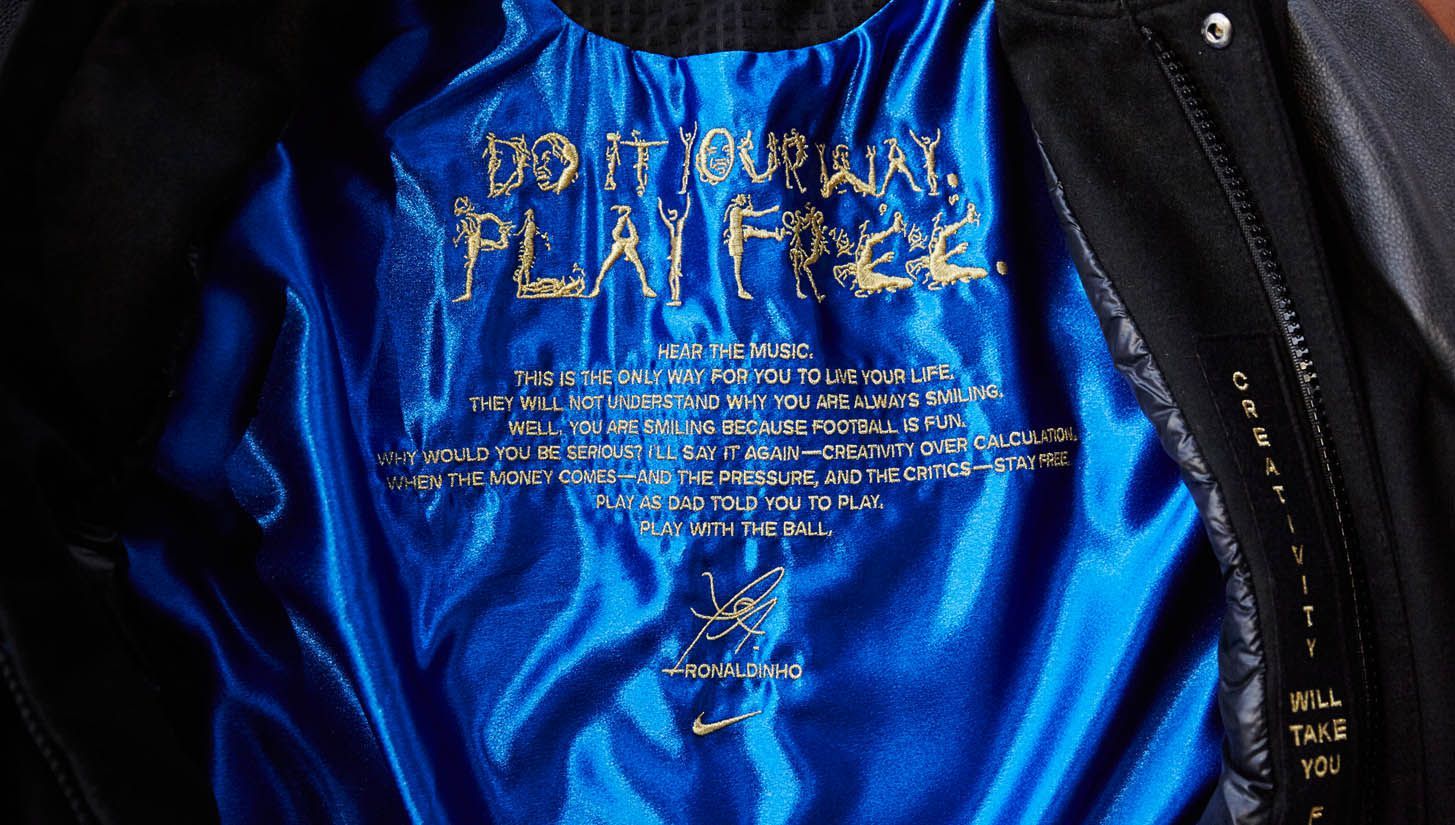 DO IT YOUR WAY.
PLAY FREE.
HEAR THE MUSIC.
THIS IS THE ONLY WAY FOR YOU TO LIVE YOUR LIFE.
THEY WILL NOT UNDERSTAND WHY YOU ARE ALWAYS SMILING.
WELL, YOU ARE SMILING BECAUSE FOOTBALL IS FUN.
WHY WOULD YOU BE SERIOUS? I'LL SAY IT AGAIN—CREATIVITY OVER CALCULATION.
WHEN THE MONEY COMES—AND THE PRESSURE, AND THE CRITICS—STAY FREE.
PLAY AS DAD TOLD YOU TO PLAY.
PLAY WITH THE BALL.
—RONALDINHO
CREATIVITY
WILL
TAKE
YOU
F